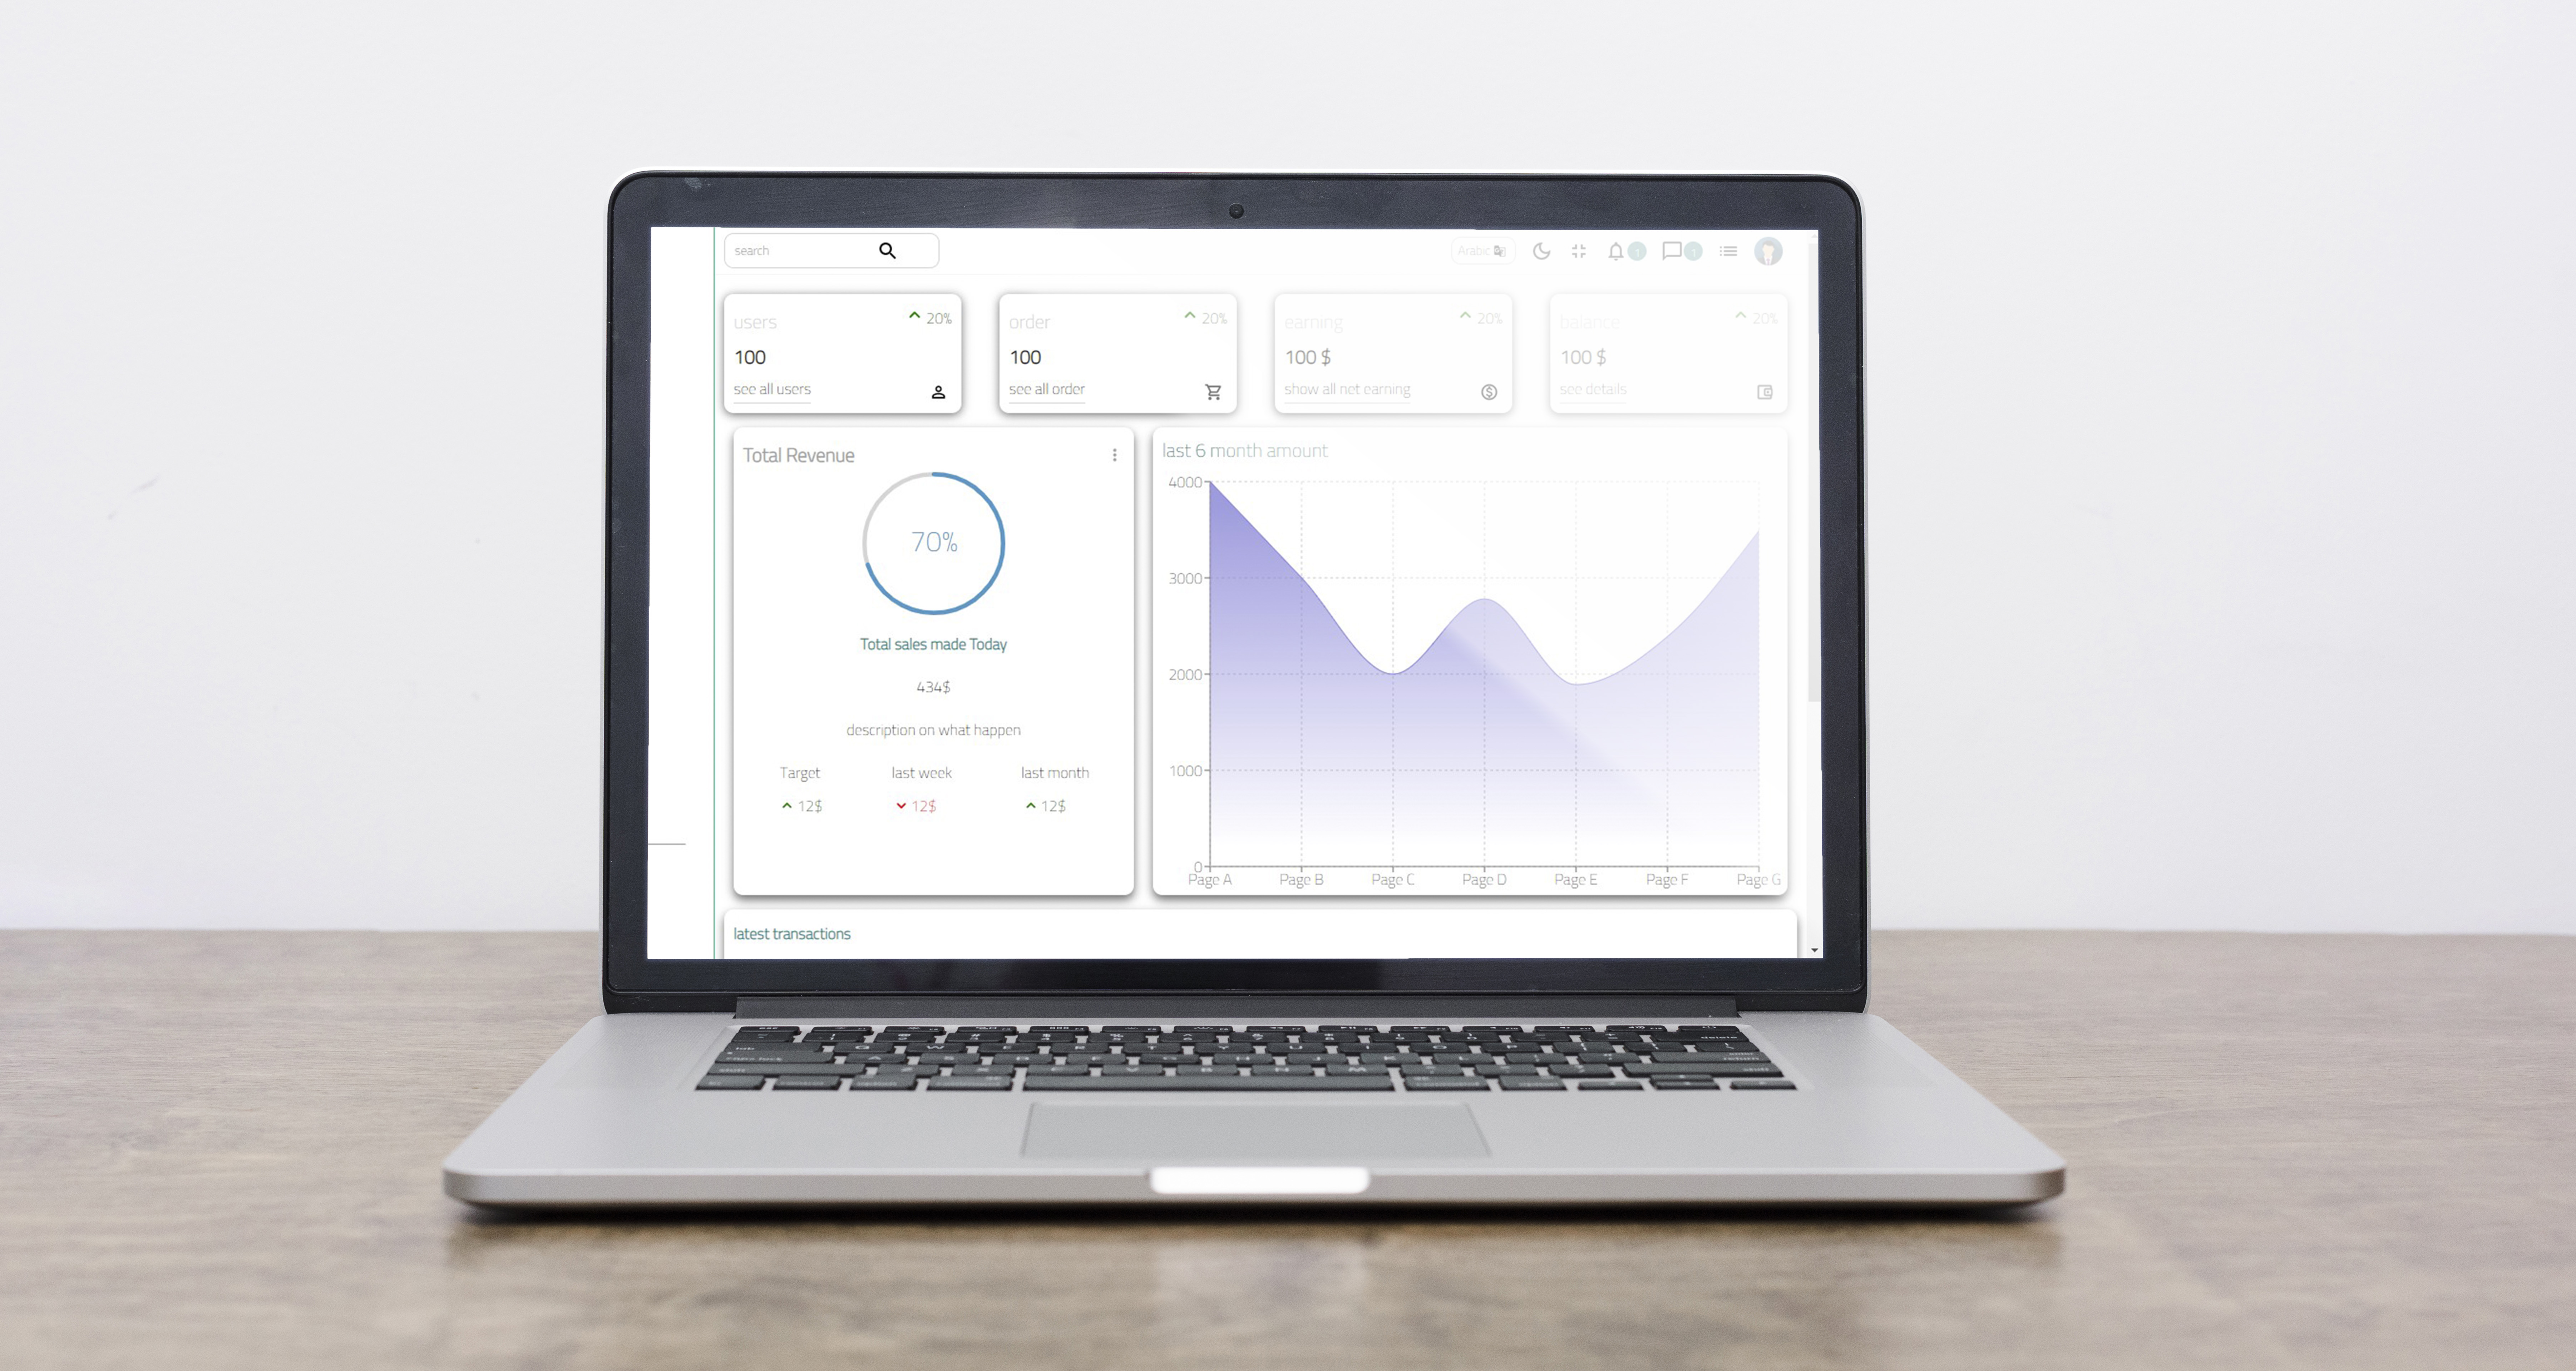 search
Arabic
users
20%
100
see all users
order
20%
100
see all order
earning
20%
100 $
show all net earning
balance
20%
100 $
see details
Total Revenue
70%
Total sales made Today
434$
description on what happen
Target
last week
last month
12$
12$
12$
last 6 month amount
4000
3000
2000
1000
0
Page A
Page B
Page C
Page D
Page E
Page F
Page G
latest transactions